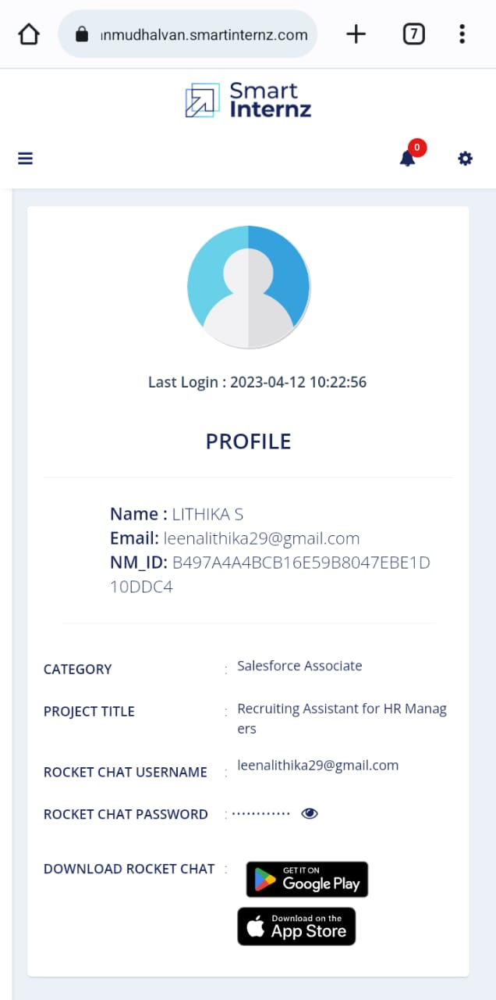 nmudhalvan.smartinternz.com
7
Smart
Internz
0
Last Login : 2023-04-12 10:22:56
PROFILE
Name : LITHIKA S
Email: leenalithika29@gmail.com
NM_ID: B497A4A4BCB16E59B8047EBE1D
10DDC4
CATEGORY : Salesforce Associate
PROJECT TITLE : Recruiting Assistant for HR Manag
ers
ROCKET CHAT USERNAME : leenalithika29@gmail.com
ROCKET CHAT PASSWORD : ............
DOWNLOAD ROCKET CHAT :
GET IT ON
Google Play
Download on the
App Store